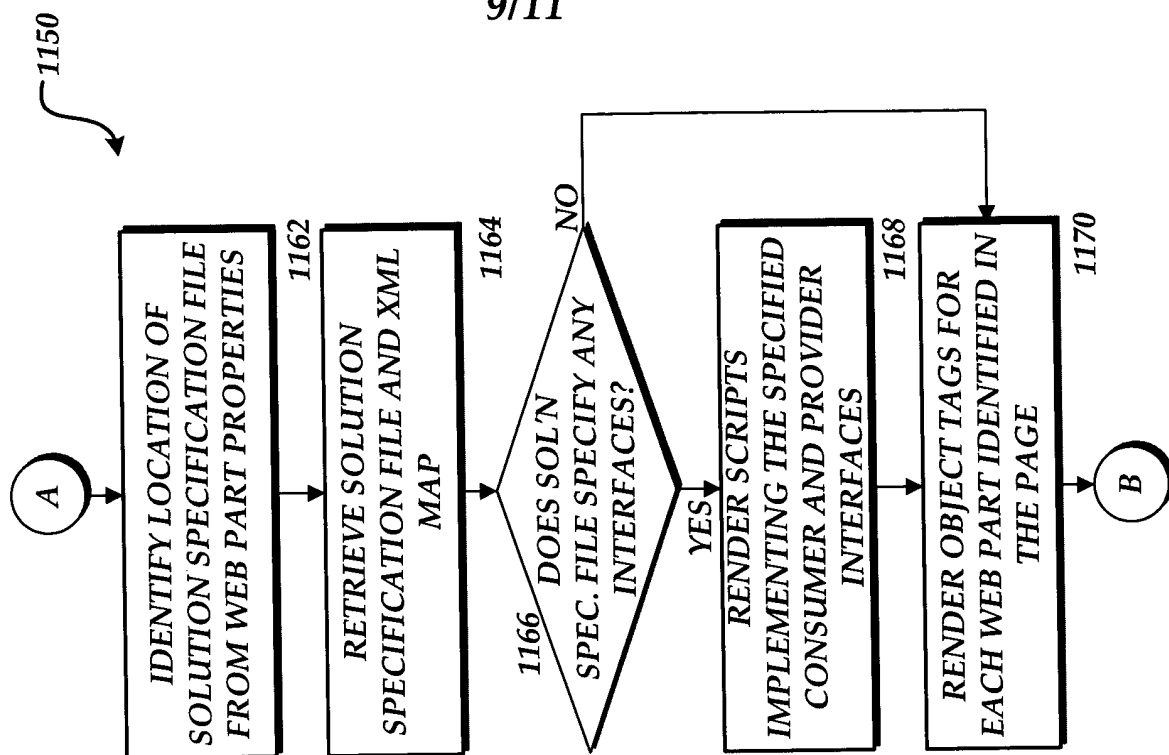 9/11
1150
A
IDENTIFY LOCATION OF
SOLUTION SPECIFICATION FILE
FROM WEB PART PROPERTIES
1162
RETRIEVE SOLUTION
SPECIFICATION FILE AND XML
MAP
1164
1166
DOES SOL'N
SPEC. FILE SPECIFY ANY
INTERFACES?
NO
YES
RENDER SCRIPTS
IMPLEMENTING THE SPECIFIED
CONSUMER AND PROVIDER
INTERFACES
1168
RENDER OBJECT TAGS FOR
EACH WEB PART IDENTIFIED IN
THE PAGE
1170
B